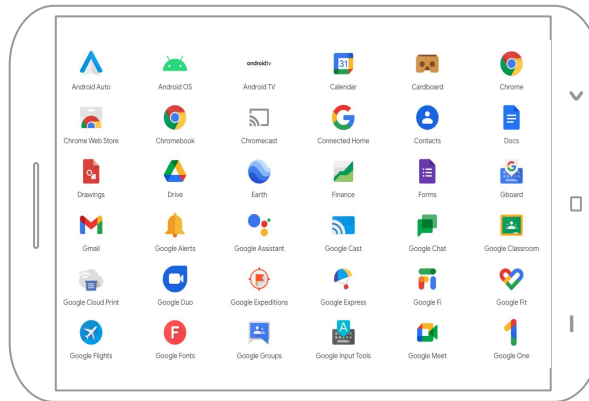 androidtv
Android Auto Android OS Android TV Calendar Cardboard Chrome
31
Chrome Web Store Chromebook Chromecast Connected Home Contacts Docs
Drawings Drive Earth Finance Forms Gboard
G
Gmail Google Alerts Google Assistant Google Cast Google Chat Google Classroom
Google Cloud Print Google Duo Google Expeditions Google Express Google Fi Google Fit
F A
Google Flights Google Fonts Google Groups Google Input Tools Google Meet Google One